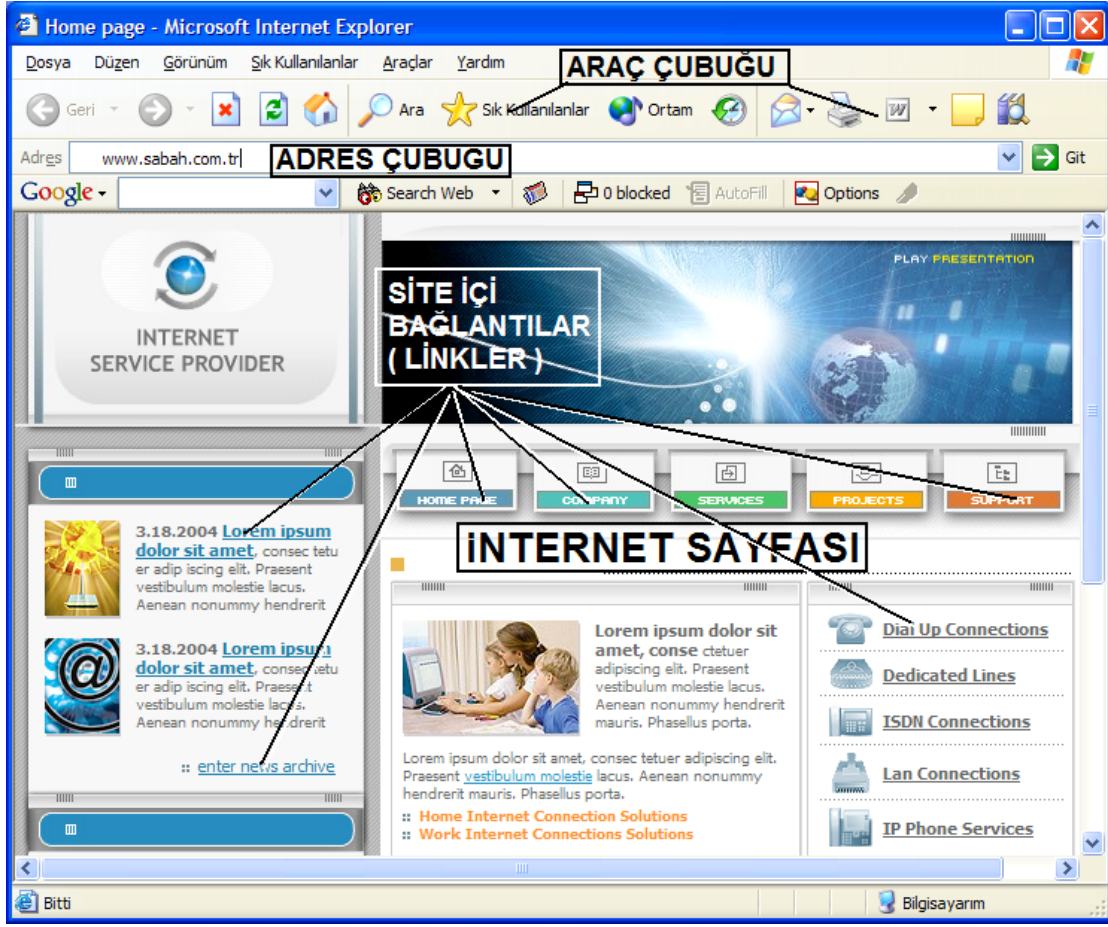 Home page - Microsoft Internet Explorer
Dosya Düzen Görünüm Sık Kullanılanlar Araçlar Yardım
ARAÇ ÇUBUĞU
Geri Ara Sık Kullanılanlar Ortam
Adres www.sabah.com.tr Git
ADRES ÇUBUGU
Google Search Web 0 blocked AutoFill Options
PLAY PRESENTATION
INTERNET
SERVICE PROVIDER
SİTE İÇİ
BAĞLANTILAR
( LİNKLER )
HOME PAGE COMPANY SERVICES PROJECTS SUPPORT
iNTERNET SAYFASI
3.18.2004 Lorem ipsum
dolor sit amet, consec tetu
er adip iscing elit. Praesent
vestibulum molestie lacus.
Aenean nonummy hendrerit
3.18.2004 Lorem ipsum
dolor sit amet, consec tetu
er adip iscing elit. Praesent
vestibulum molestie lacus.
Aenean nonummy hendrerit
:: enter news archive
Lorem ipsum dolor sit
amet, conse ctetuer
adipiscing elit. Praesent
vestibulum molestie lacus.
Aenean nonummy hendrerit
mauris. Phasellus porta.
Lorem ipsum dolor sit amet, consec tetuer adipiscing elit.
Praesent vestibulum molestie lacus. Aenean nonummy
hendrerit mauris. Phasellus porta.
:: Home Internet Connection Solutions
:: Work Internet Connections Solutions
Dial Up Connections
Dedicated Lines
ISDN Connections
Lan Connections
IP Phone Services
Bitti
Bilgisayarım